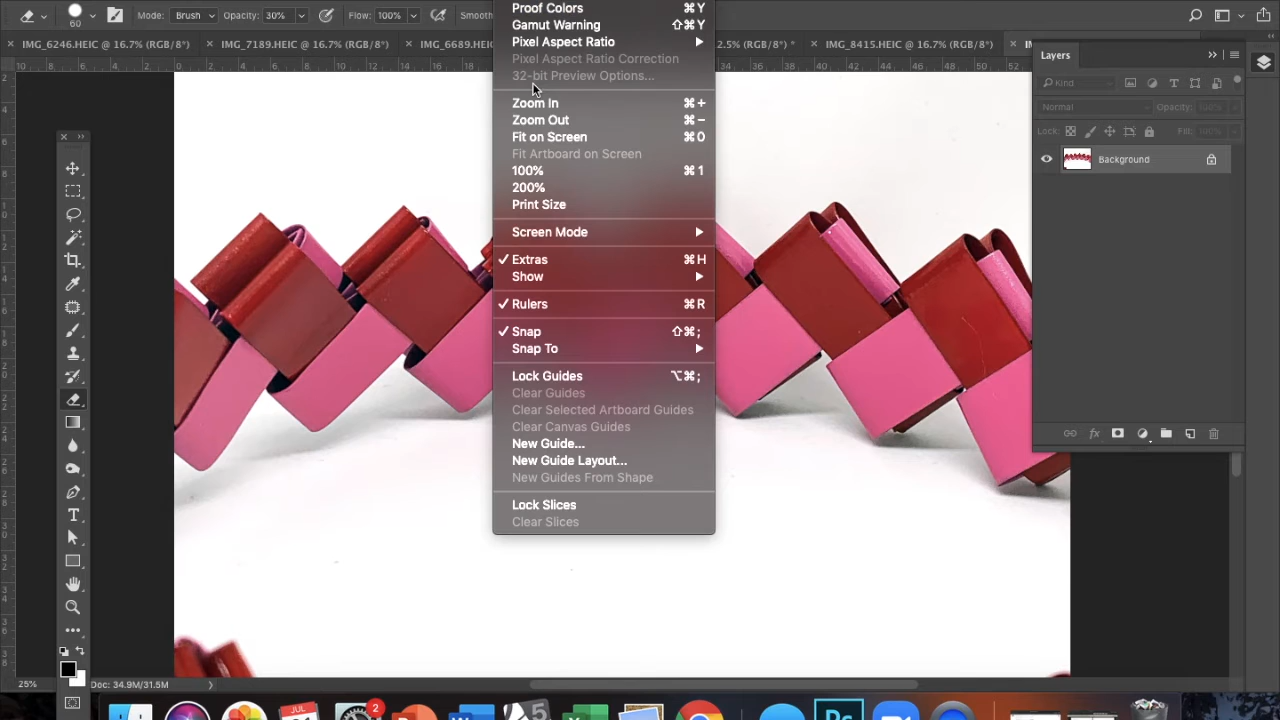 Mode: Brush Opacity: 30% Flow: 100% Smooth
IMG_6246.HEIC @ 16.7% (RGB/8*) IMG_7189.HEIC @ 16.7% (RGB/8*) IMG_6689.HEIC 2.5% (RGB/8*) * IMG_8415.HEIC @ 16.7% (RGB/8*)
60
Proof Colors ⌘Y
Gamut Warning ⇧⌘Y
Pixel Aspect Ratio
Pixel Aspect Ratio Correction
32-bit Preview Options...
Zoom In ⌘+
Zoom Out ⌘−
Fit on Screen ⌘0
Fit Artboard on Screen
100% ⌘1
200%
Print Size
Screen Mode
Extras ⌘H
Show
Rulers ⌘R
Snap ⇧⌘;
Snap To
Lock Guides ⌥⌘;
Clear Guides
Clear Selected Artboard Guides
Clear Canvas Guides
New Guide...
New Guide Layout...
New Guides From Shape
Lock Slices
Clear Slices
Layers
Kind
Normal Opacity: 100%
Lock: Fill: 100%
Background
25% Doc: 34.9M/31.5M
JUL
2